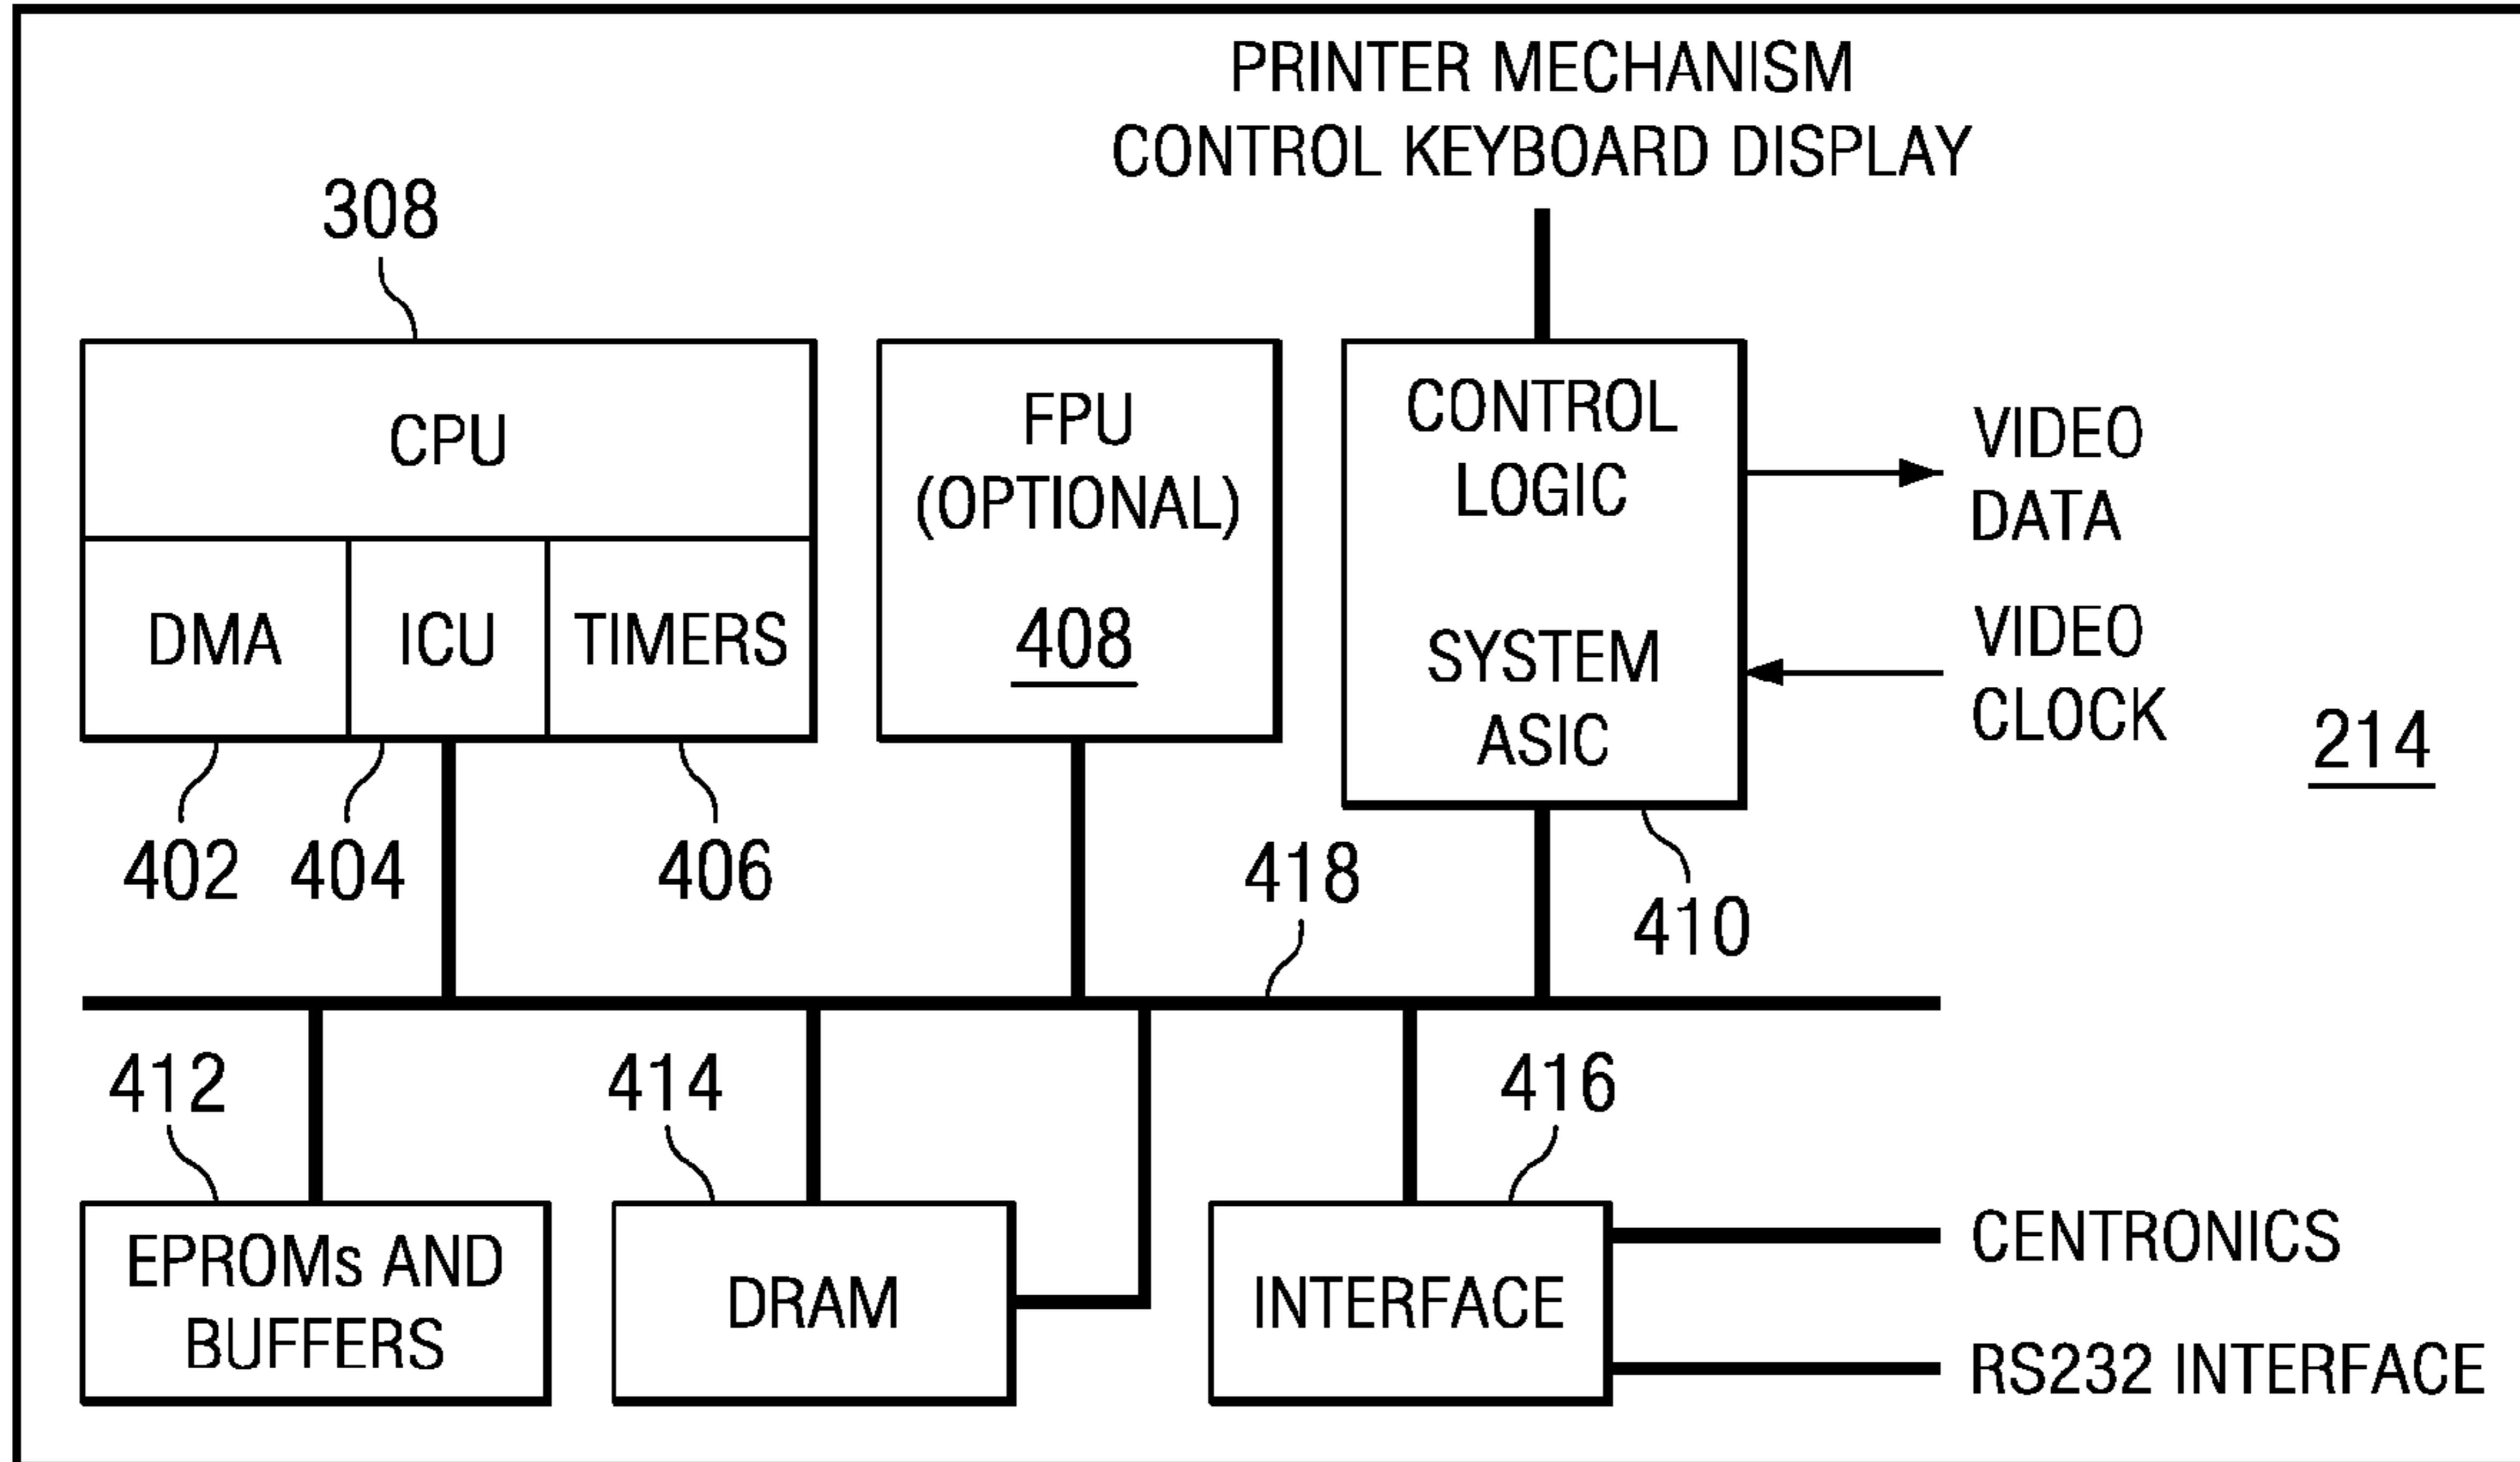 PRINTER MECHANISM
CONTROL KEYBOARD DISPLAY
308
CPU
DMA
ICU
TIMERS
FPU
(OPTIONAL)
408
CONTROL
LOGIC
SYSTEM
ASIC
VIDEO
DATA
VIDEO
CLOCK
214
402
404
406
418
410
412
414
416
EPROMs AND
BUFFERS
DRAM
INTERFACE
CENTRONICS
RS232 INTERFACE